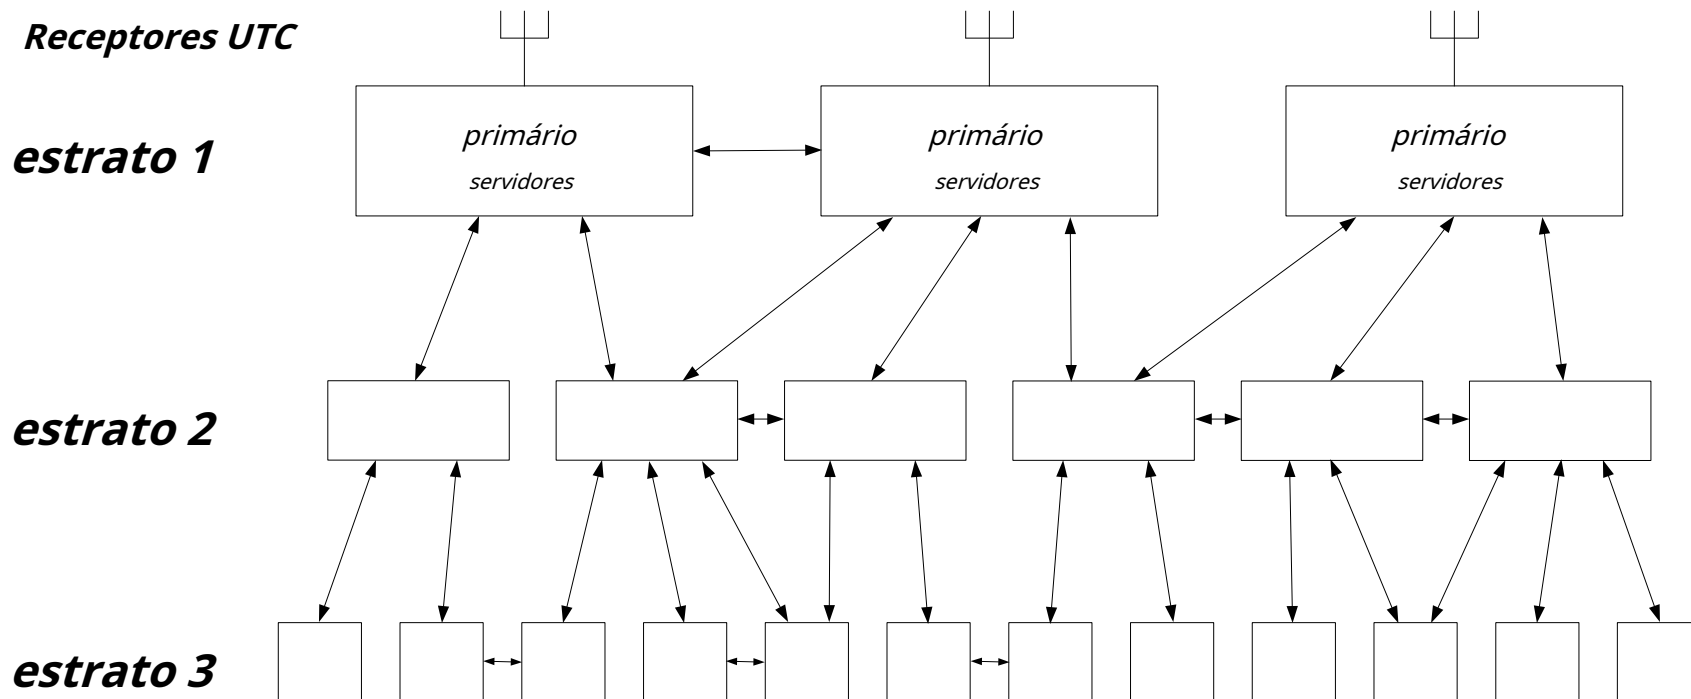 Receptores UTC
estrato 1
primário
servidores
primário
servidores
primário
servidores
estrato 2
estrato 3